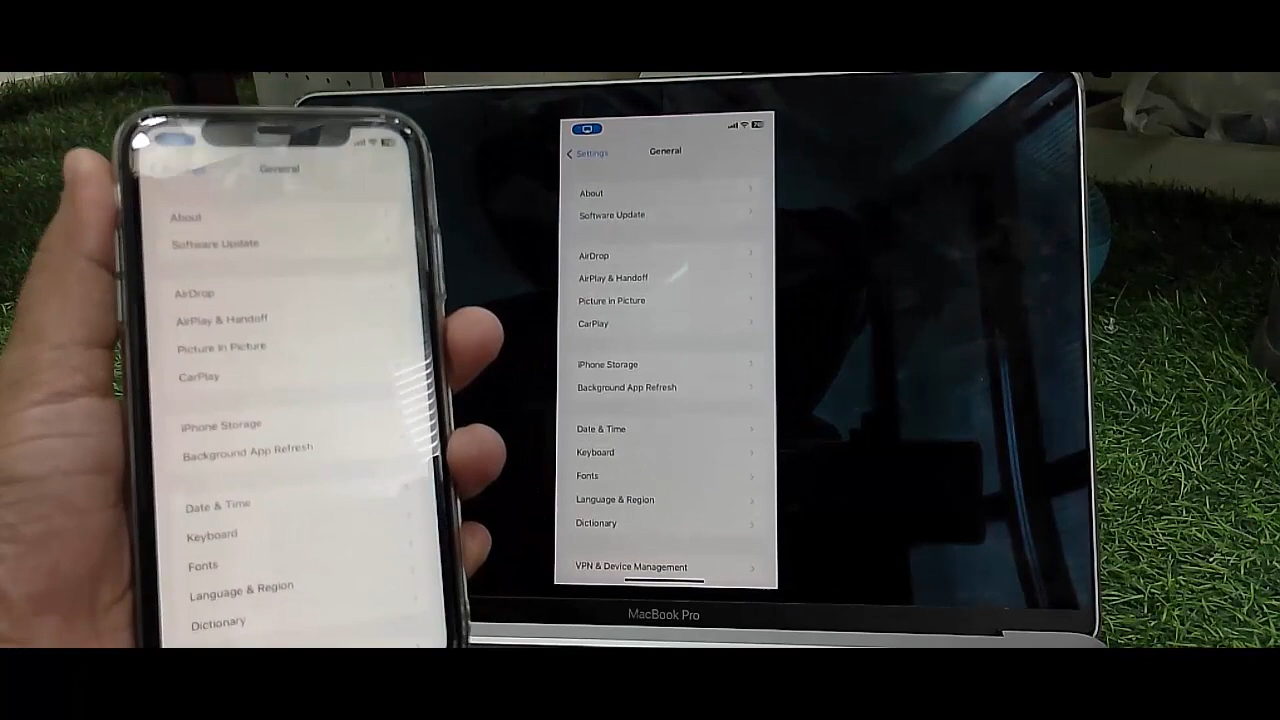 General
About
Software Update
AirDrop
AirPlay & Handoff
Picture in Picture
CarPlay
iPhone Storage
Background App Refresh
Date & Time
Keyboard
Fonts
Language & Region
Dictionary
Settings
General
About
Software Update
AirDrop
AirPlay & Handoff
Picture in Picture
CarPlay
iPhone Storage
Background App Refresh
Date & Time
Keyboard
Fonts
Language & Region
Dictionary
VPN & Device Management
MacBook Pro